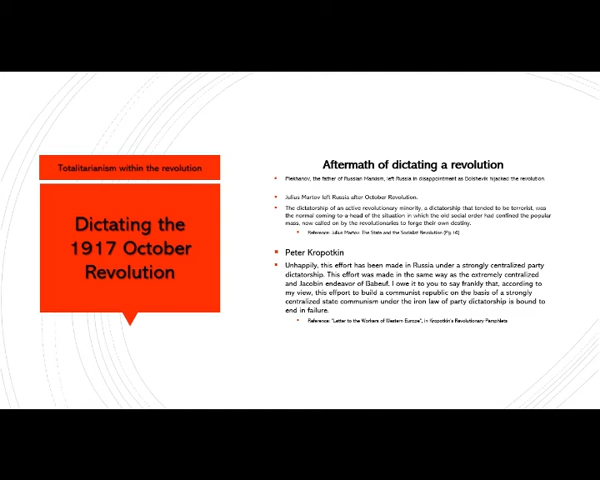 Totalitarianism within the revolution
Dictating the
1917 October
Revolution
Aftermath of dictating a revolution
Plekhanov, the father of Russian Marxism, left Russia in disappointment as Bolshevik hijacked the revolution.
Julius Martov left Russia after October Revolution.
The dictatorship of an active revolutionary minority, a dictatorship that tended to be terrorist, was
the normal coming to a head of the situation in which the old social order had confined the popular
mass, now called on by the revolutionaries to forge their own destiny.
Reference: Julius Martov: The State and the Socialist Revolution (Pg.14)
Peter Kropotkin
Unhappily, this effort has been made in Russia under a strongly centralized party
dictatorship. This effort was made in the same way as the extremely centralized
and Jacobin endeavor of Babeuf. I owe it to you to say frankly that, according to
my view, this effport to build a communist republic on the basis of a strongly
centralized state communism under the iron law of party dictatorship is bound to
end in failure.
Reference: "Letter to the Workers of Western Europe", in Kropotkin's Revolutionary Pamphlets